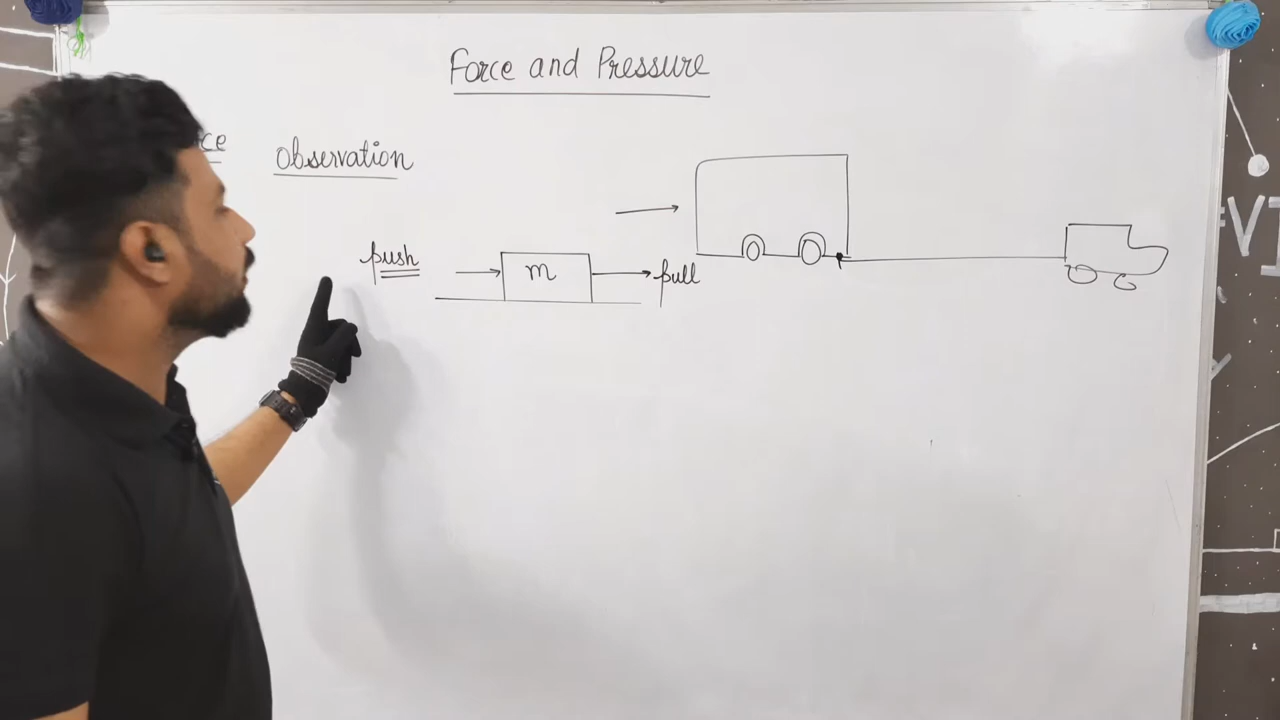 Force and Pressure
Observation
push
m
pull